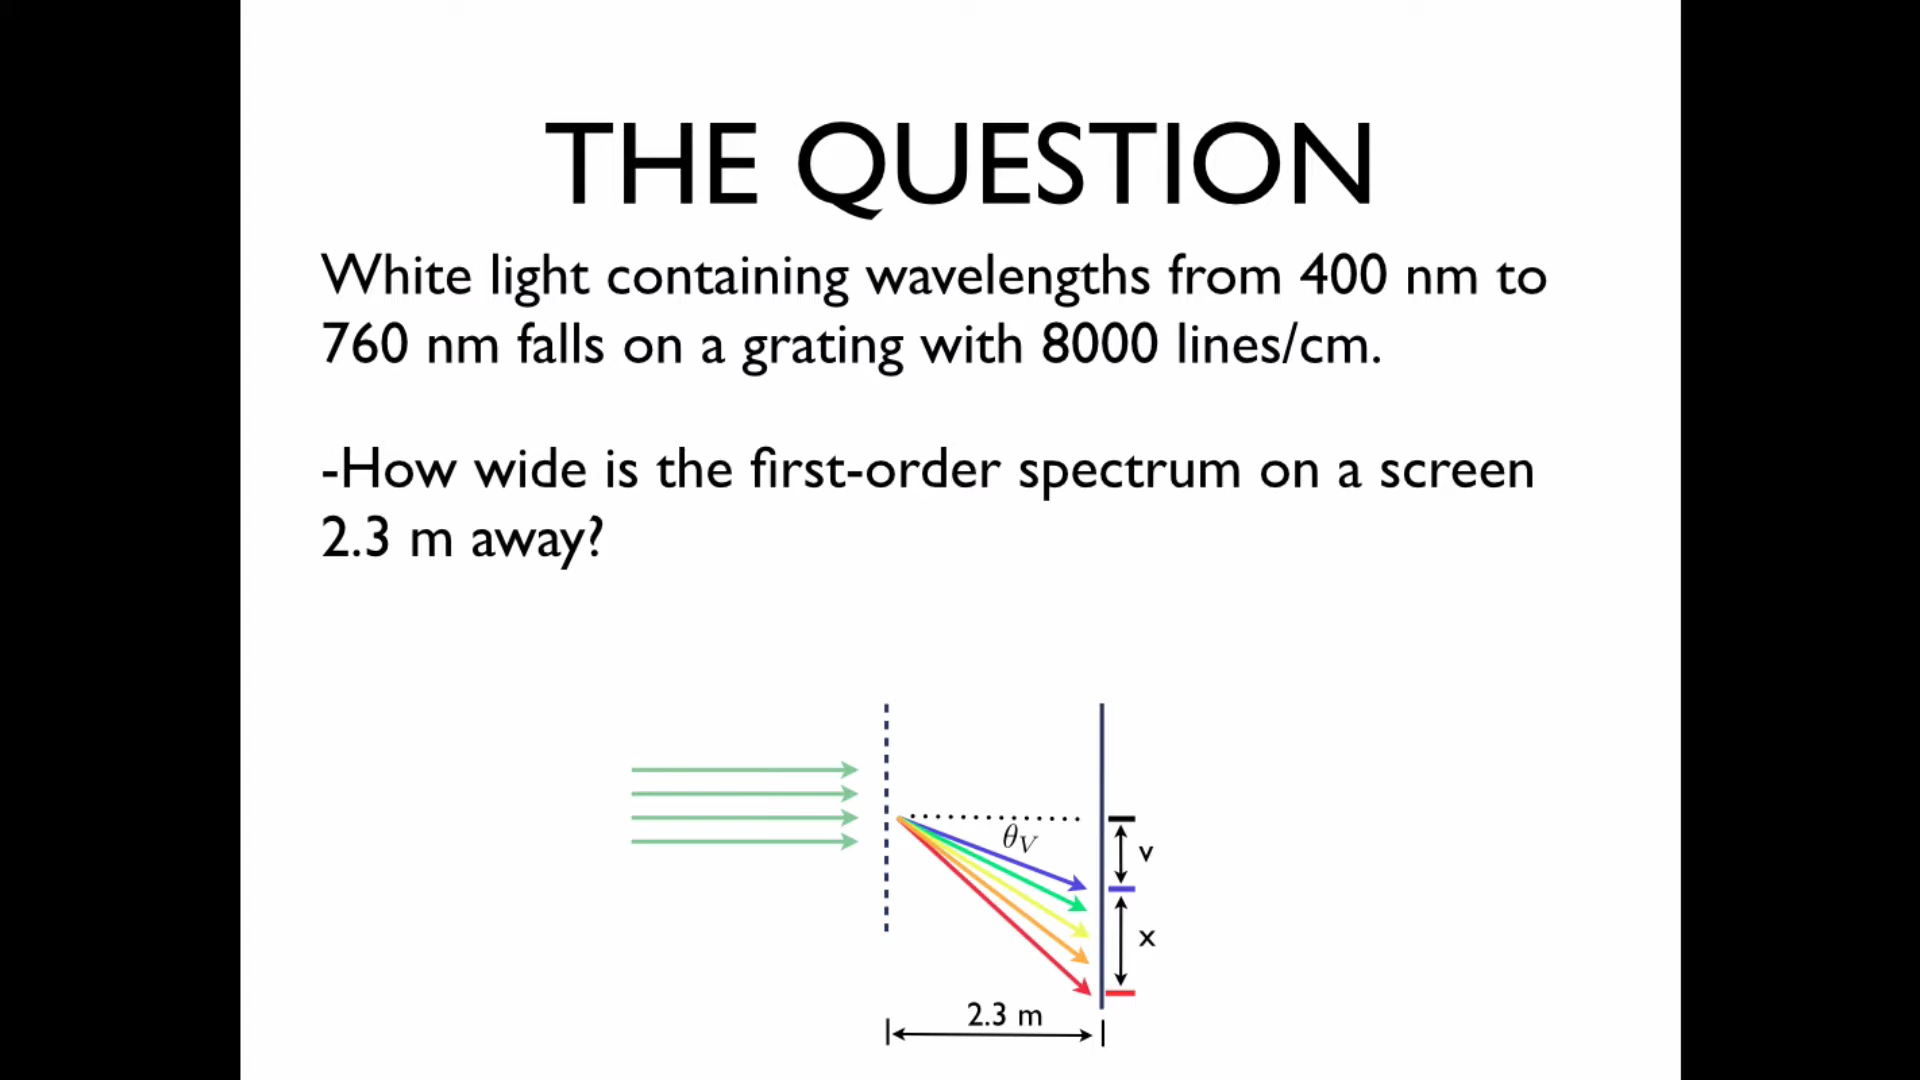 THE QUESTION
White light containing wavelengths from 400 nm to
760 nm falls on a grating with 8000 lines/cm.
-How wide is the first-order spectrum on a screen
2.3 m away?
θV
v
x
2.3 m